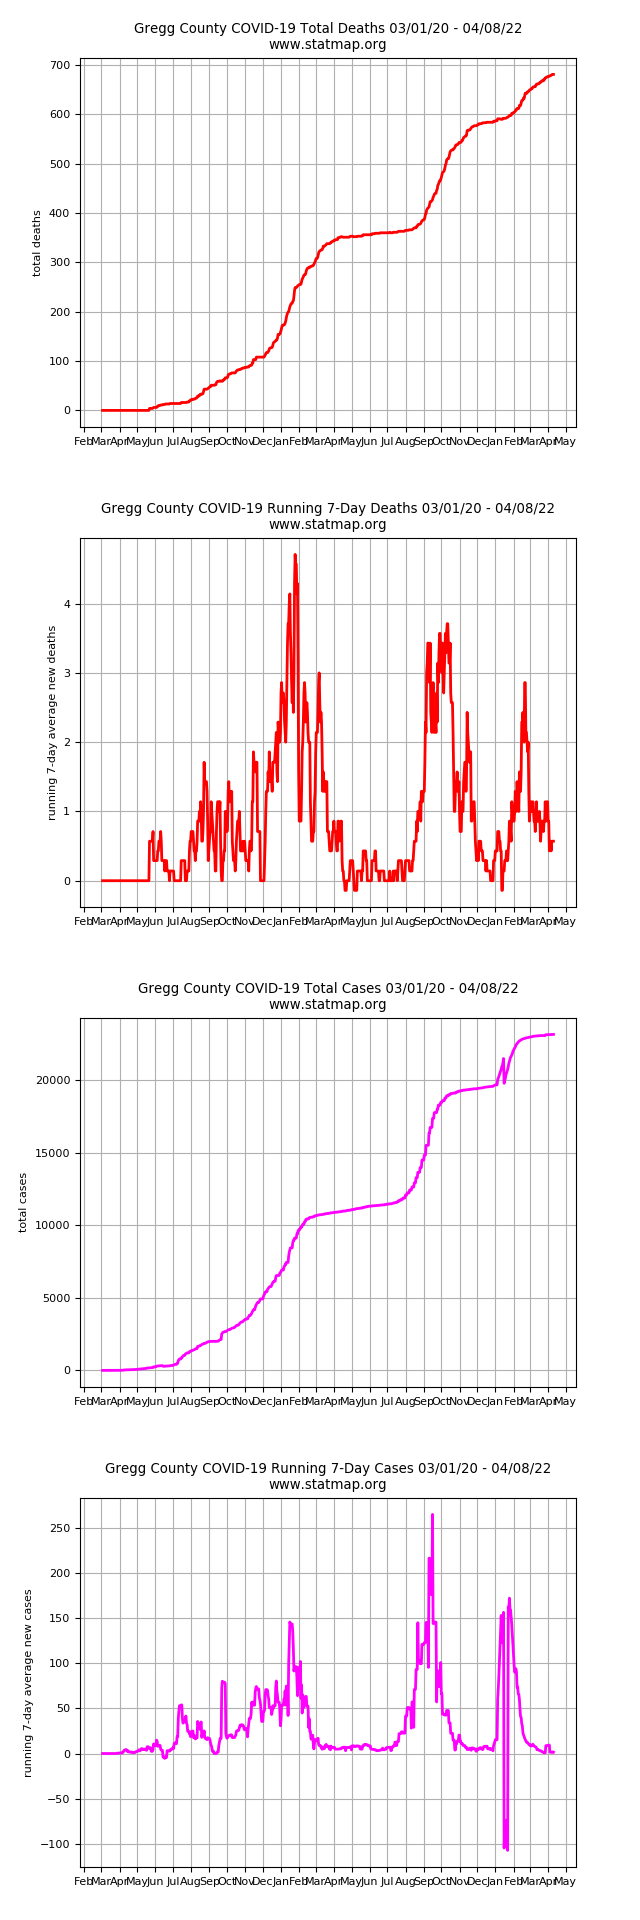 Gregg County COVID-19 Total Deaths 03/01/20 - 04/08/22
www.statmap.org
700
600
500
400
300
200
100
0
total deaths
Feb Mar Apr May Jun Jul Aug Sep Oct Nov Dec Jan Feb Mar Apr May Jun Jul Aug Sep Oct Nov Dec Jan Feb Mar Apr May
Gregg County COVID-19 Running 7-Day Deaths 03/01/20 - 04/08/22
www.statmap.org
4
3
2
1
0
running 7-day average new deaths
Feb Mar Apr May Jun Jul Aug Sep Oct Nov Dec Jan Feb Mar Apr May Jun Jul Aug Sep Oct Nov Dec Jan Feb Mar Apr May
Gregg County COVID-19 Total Cases 03/01/20 - 04/08/22
www.statmap.org
20000
15000
10000
5000
0
total cases
Feb Mar Apr May Jun Jul Aug Sep Oct Nov Dec Jan Feb Mar Apr May Jun Jul Aug Sep Oct Nov Dec Jan Feb Mar Apr May
Gregg County COVID-19 Running 7-Day Cases 03/01/20 - 04/08/22
www.statmap.org
250
200
150
100
50
0
−50
−100
running 7-day average new cases
Feb Mar Apr May Jun Jul Aug Sep Oct Nov Dec Jan Feb Mar Apr May Jun Jul Aug Sep Oct Nov Dec Jan Feb Mar Apr May